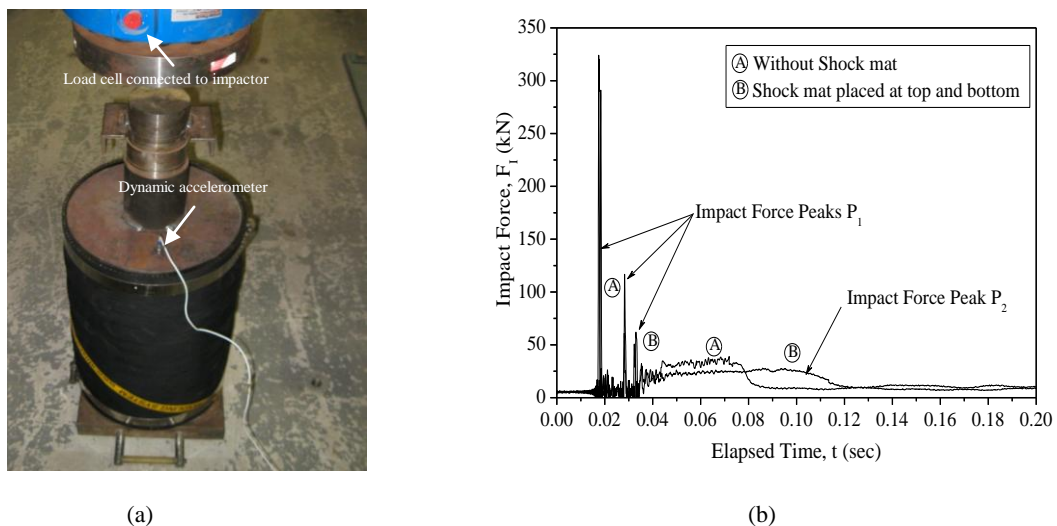 Load cell connected to impactor
Dynamic accelerometer
(a)
350
300
250
200
150
100
50
0
Impact Force, F_I (kN)
Ⓐ Without Shock mat
Ⓑ Shock mat placed at top and bottom
Impact Force Peaks P_1
Impact Force Peak P_2
Ⓐ
Ⓑ
Ⓐ
Ⓑ
0.00 0.02 0.04 0.06 0.08 0.10 0.12 0.14 0.16 0.18 0.20
Elapsed Time, t (sec)
(b)